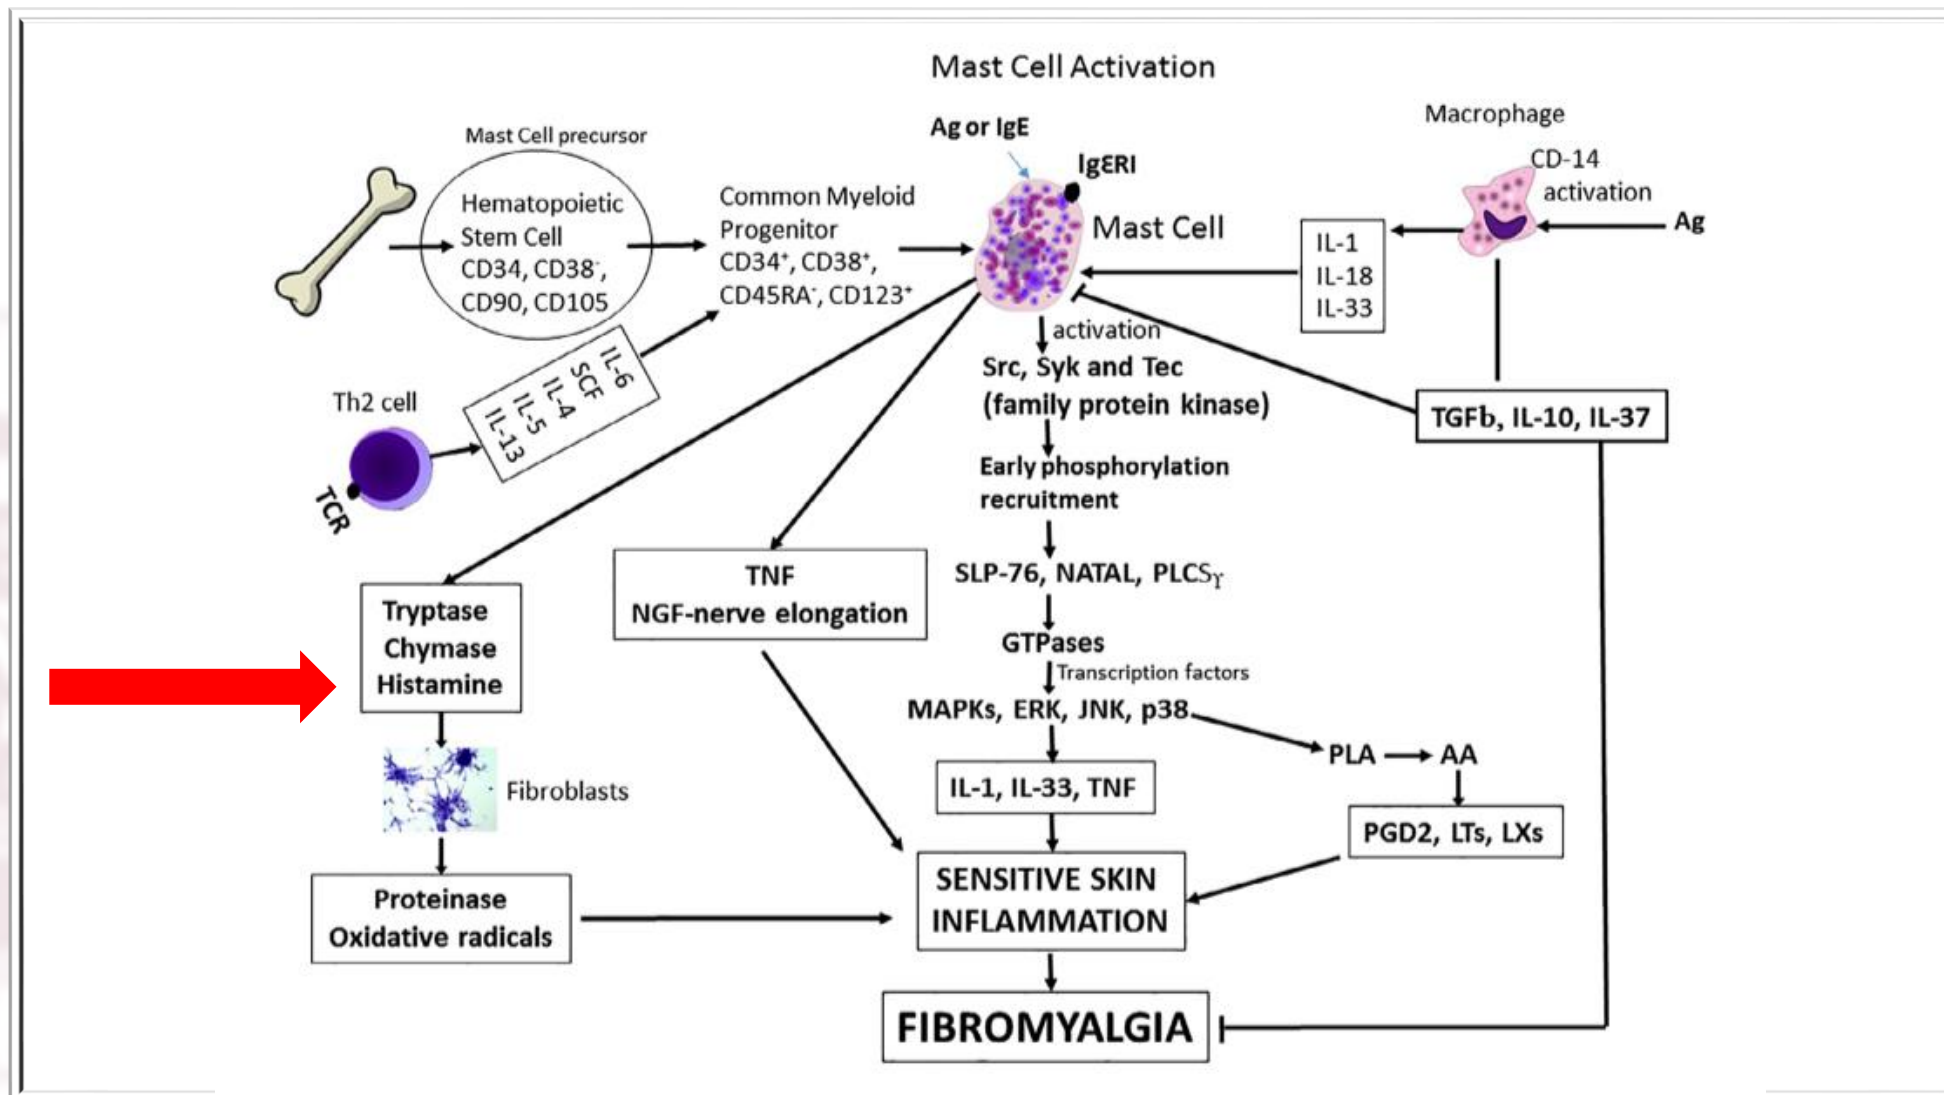 Mast Cell Activation
Ag or IgE
IgƐRI
Mast Cell
Macrophage
CD-14
activation
Ag
Mast Cell precursor
Hematopoietic
Stem Cell
CD34, CD38⁻,
CD90, CD105
Common Myeloid
Progenitor
CD34⁺, CD38⁺,
CD45RA⁻, CD123⁺
IL-1
IL-18
IL-33
Th2 cell
TCR
IL-13
IL-5
IL-4
SCF
IL-6
activation
Src, Syk and Tec
(family protein kinase)
TGFb, IL-10, IL-37
Early phosphorylation
recruitment
TNF
NGF-nerve elongation
SLP-76, NATAL, PLCSγ
Tryptase
Chymase
Histamine
GTPases
Transcription factors
MAPKs, ERK, JNK, p38
PLA
AA
Fibroblasts
IL-1, IL-33, TNF
PGD2, LTs, LXs
Proteinase
Oxidative radicals
SENSITIVE SKIN
INFLAMMATION
FIBROMYALGIA